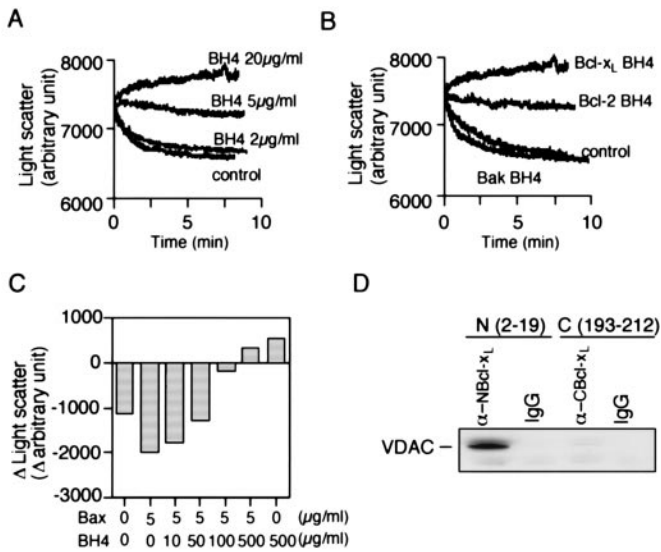 A
8000
7000
6000
Light scatter
(arbitrary unit)
BH4 20µg/ml
BH4 5µg/ml
BH4 2µg/ml
control
0 5 10
Time (min)
B
8000
7000
6000
Light scatter
(arbitrary unit)
Bcl-xL BH4
Bcl-2 BH4
control
Bak BH4
0 5 10
Time (min)
C
1000
0
-1000
-2000
-3000
Δ Light scatter
(Δ arbitrary unit)
Bax 0 5 5 5 5 5 0 (µg/ml)
BH4 0 0 10 50 100 500 500 (µg/ml)
D
N (2-19) C (193-212)
α-NBcl-xL
IgG
α-CBcl-xL
IgG
VDAC